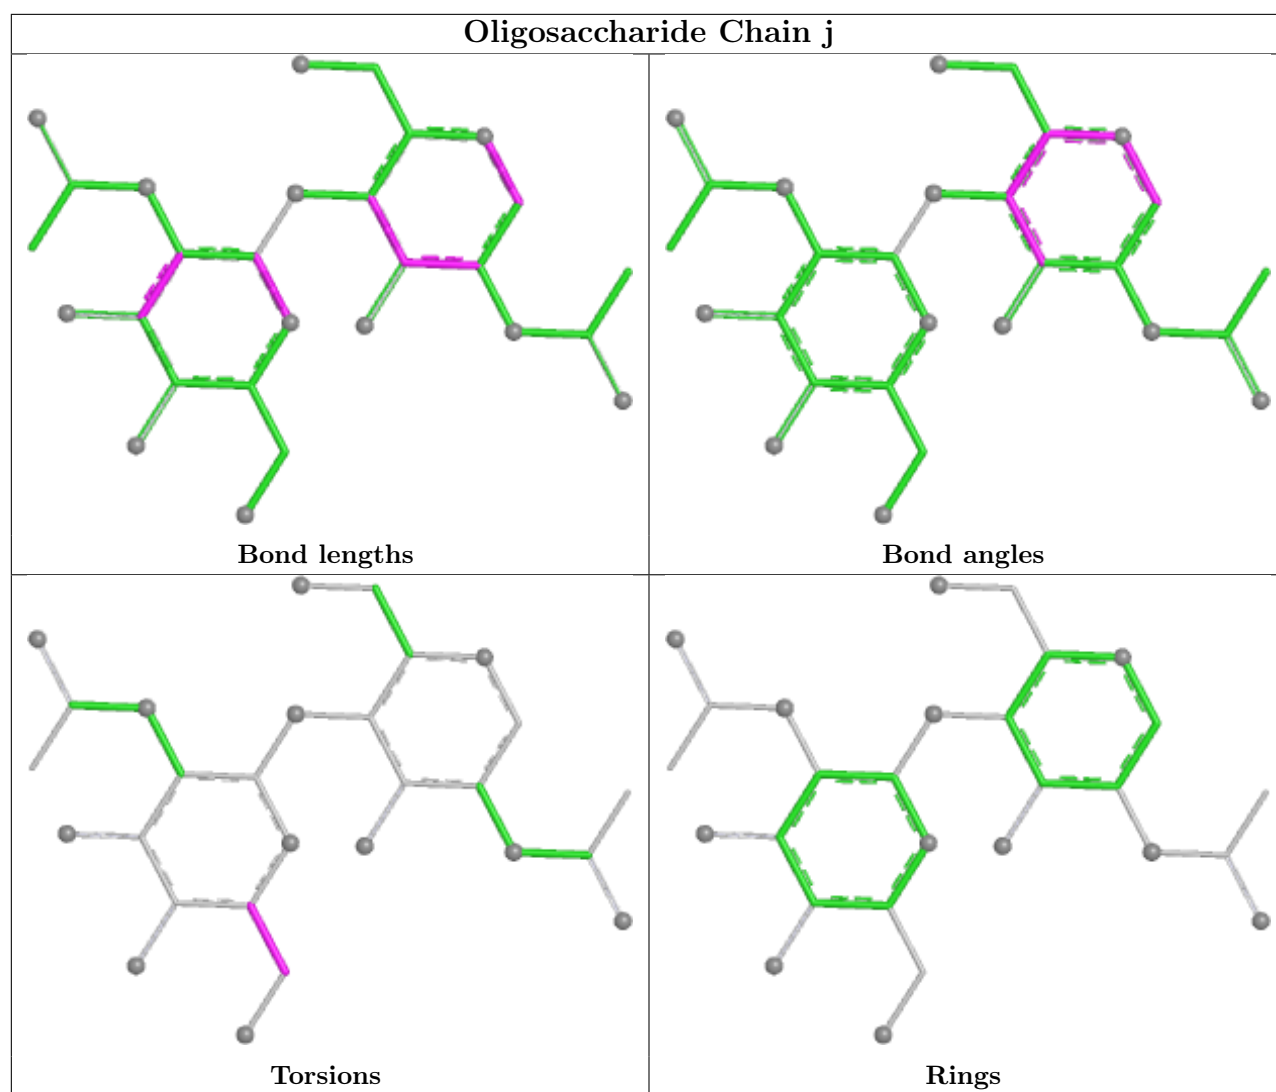 Oligosaccharide Chain j
Bond lengths
Bond angles
Torsions
Rings